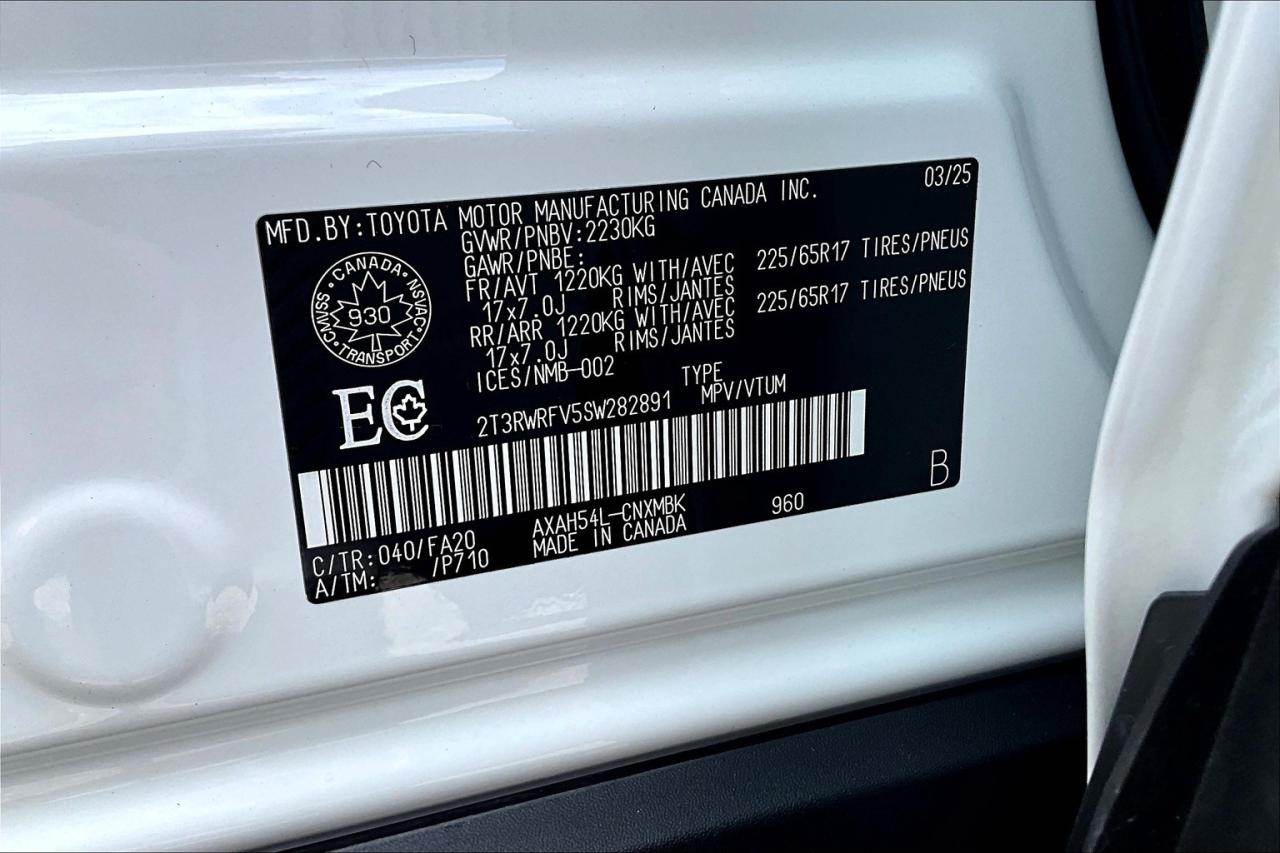 MFD.BY:TOYOTA MOTOR MANUFACTURING CANADA INC. 03/25
GVWR/PNBV:2230KG
GAWR/PNBE:
FR/AVT 1220KG WITH/AVEC 225/65R17 TIRES/PNEUS
17x7.0J RIMS/JANTES
RR/ARR 1220KG WITH/AVEC 225/65R17 TIRES/PNEUS
17x7.0J RIMS/JANTES
ICES/NMB-002
CANADA
CMVSS NSVAC
930
TRANSPORT
EC
TYPE
2T3RWRFV5SW282891 MPV/VTUM
B
C/TR:040/FA20 AXAH54L-CNXMBK 960
A/TM: /P710 MADE IN CANADA